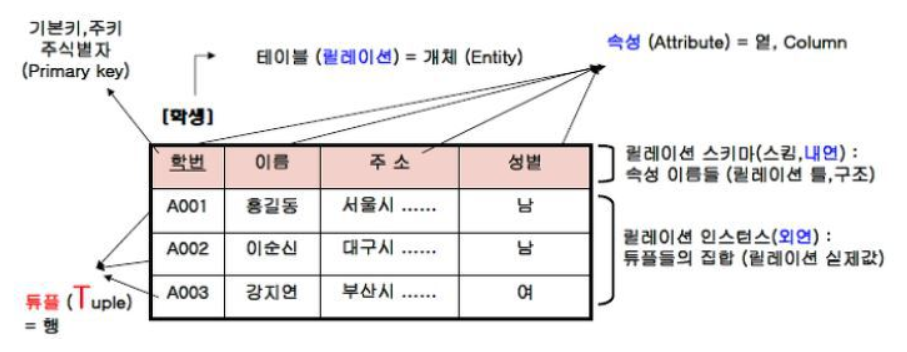 기본키,주키
주식별자
(Primary key)
테이블 (릴레이션) = 개체 (Entity)
속성 (Attribute) = 열, Column
[학생]
학번 이름 주 소 성별
A001 홍길동 서울시 ...... 남
A002 이순신 대구시 ...... 남
A003 강지연 부산시 ...... 여
릴레이션 스키마(스킴,내연) :
속성 이름들 (릴레이션 틀,구조)
릴레이션 인스턴스(외연) :
튜플들의 집합 (릴레이션 실제값)
튜플 (Tuple)
= 행